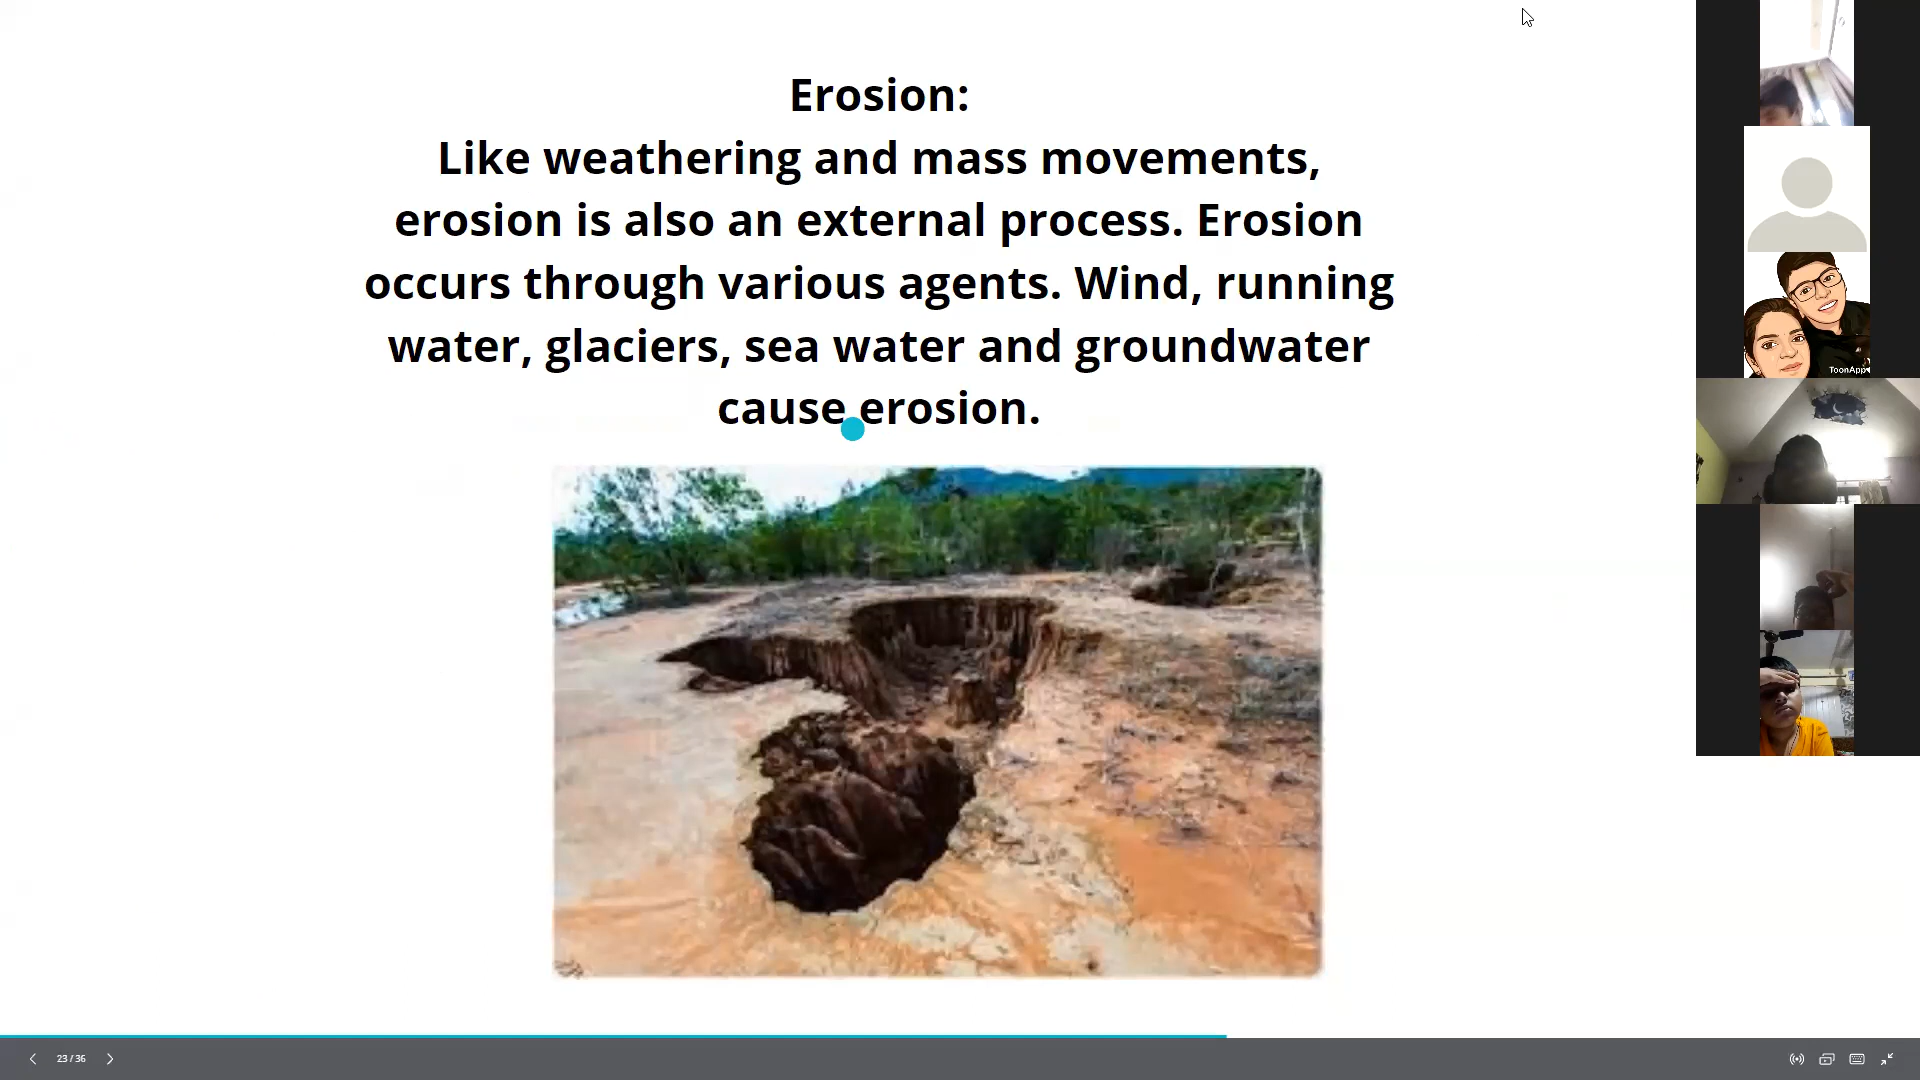 Erosion:
Like weathering and mass movements,
erosion is also an external process. Erosion
occurs through various agents. Wind, running
water, glaciers, sea water and groundwater
cause erosion.
ToonApp
23 / 36